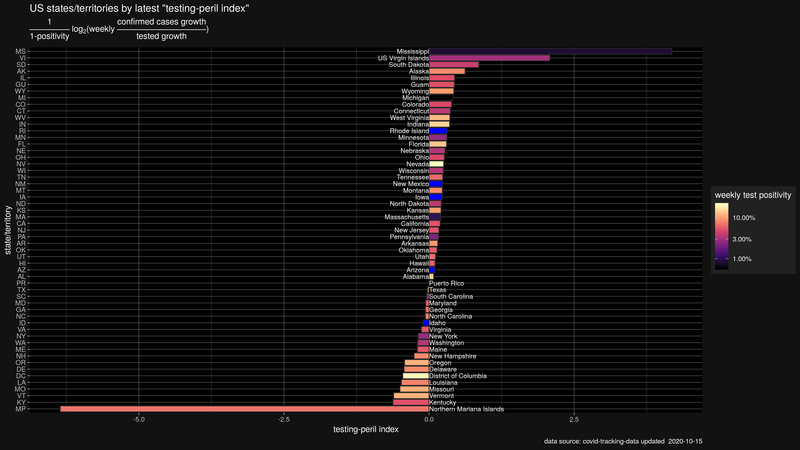 US states/territories by latest "testing-peril index"
1 confirmed cases growth
1-positivity log2(weekly tested growth)
MS Mississippi
VI US Virgin Islands
SD South Dakota
AK Alaska
IL Illinois
GU Guam
WY Wyoming
MI Michigan
CO Colorado
CT Connecticut
WV West Virginia
IN Indiana
RI Rhode Island
MN Minnesota
FL Florida
NE Nebraska
OH Ohio
NV Nevada
WI Wisconsin
TN Tennessee
NM New Mexico
MT Montana
IA Iowa
ND North Dakota
KS Kansas
MA Massachusetts
CA California
NJ New Jersey
PA Pennsylvania
AR Arkansas
OK Oklahoma
UT Utah
HI Hawaii
AZ Arizona
AL Alabama
PR Puerto Rico
TX Texas
SC South Carolina
MD Maryland
GA Georgia
NC North Carolina
ID Idaho
VA Virginia
NY New York
WA Washington
ME Maine
NH New Hampshire
OR Oregon
DE Delaware
DC District of Columbia
LA Louisiana
MO Missouri
VT Vermont
KY Kentucky
MP Northern Mariana Islands
state/territory
-5.0 -2.5 0.0 2.5
testing-peril index
weekly test positivity
10.00%
3.00%
1.00%
data source: covid-tracking-data updated 2020-10-15